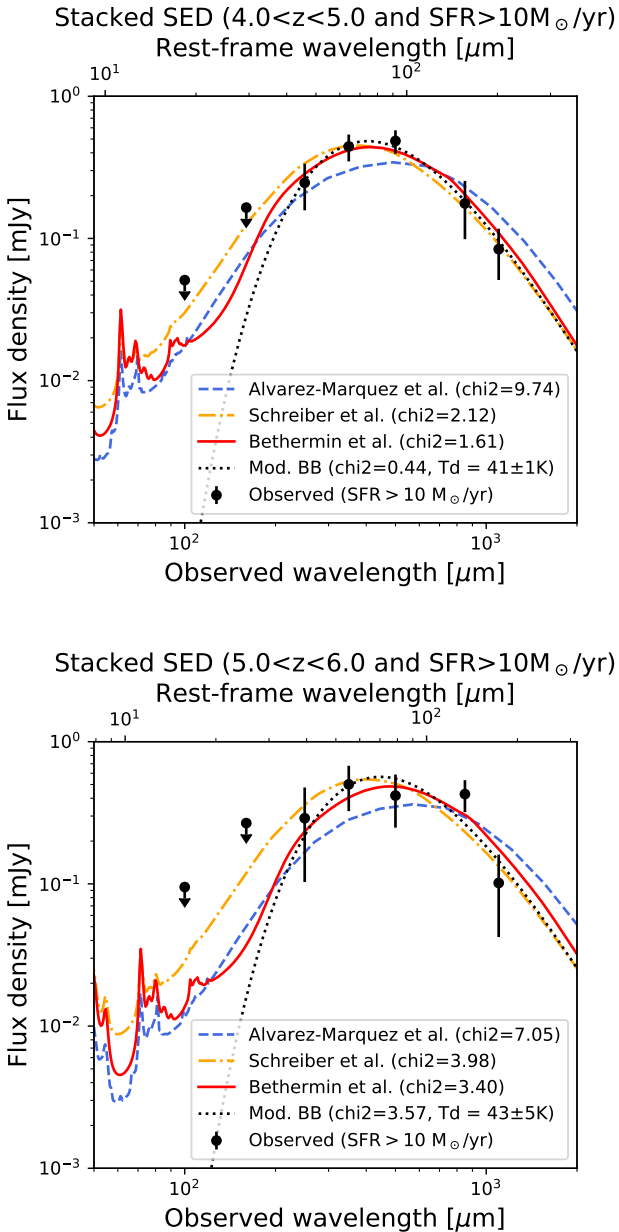 Stacked SED (4.0<z<5.0 and SFR>10M⊙/yr)
Rest-frame wavelength [μm]
10¹ 10²
10⁰
10⁻¹
10⁻²
10⁻³
Flux density [mJy]
Alvarez-Marquez et al. (chi2=9.74)
Schreiber et al. (chi2=2.12)
Bethermin et al. (chi2=1.61)
Mod. BB (chi2=0.44, Td = 41±1K)
Observed (SFR > 10 M⊙/yr)
10² 10³
Observed wavelength [μm]
Stacked SED (5.0<z<6.0 and SFR>10M⊙/yr)
Rest-frame wavelength [μm]
10¹ 10²
10⁰
10⁻¹
10⁻²
10⁻³
Flux density [mJy]
Alvarez-Marquez et al. (chi2=7.05)
Schreiber et al. (chi2=3.98)
Bethermin et al. (chi2=3.40)
Mod. BB (chi2=3.57, Td = 43±5K)
Observed (SFR > 10 M⊙/yr)
10² 10³
Observed wavelength [μm]